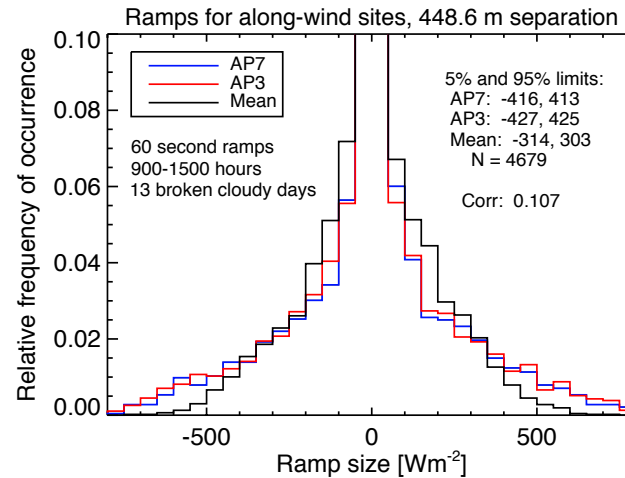 Ramps for along-wind sites, 448.6 m separation
Relative frequency of occurrence
0.10
0.08
0.06
0.04
0.02
0.00
AP7
AP3
Mean
60 second ramps
900-1500 hours
13 broken cloudy days
5% and 95% limits:
AP7: -416, 413
AP3: -427, 425
Mean: -314, 303
N = 4679
Corr: 0.107
-500
0
500
Ramp size [Wm⁻²]